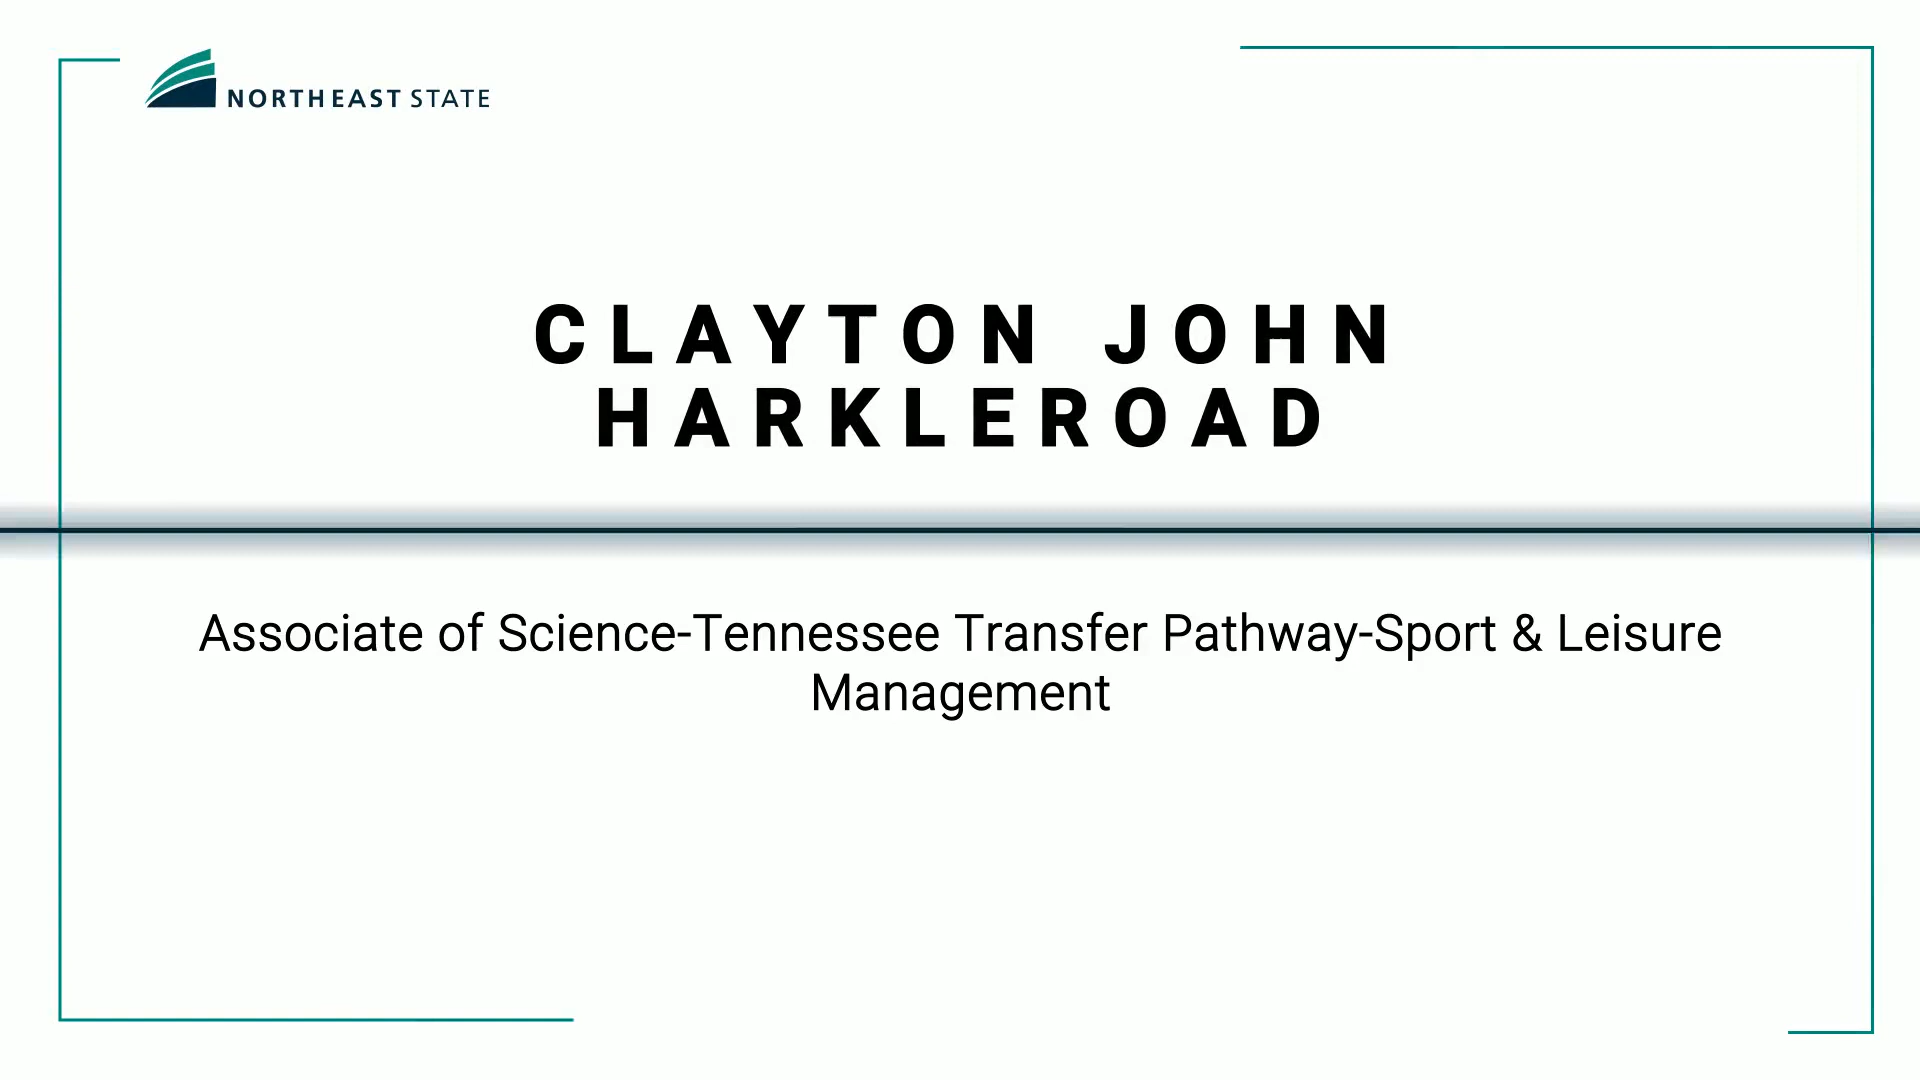 NORTHEAST STATE
CLAYTON JOHN
HARKLEROAD
Associate of Science-Tennessee Transfer Pathway-Sport & Leisure
Management